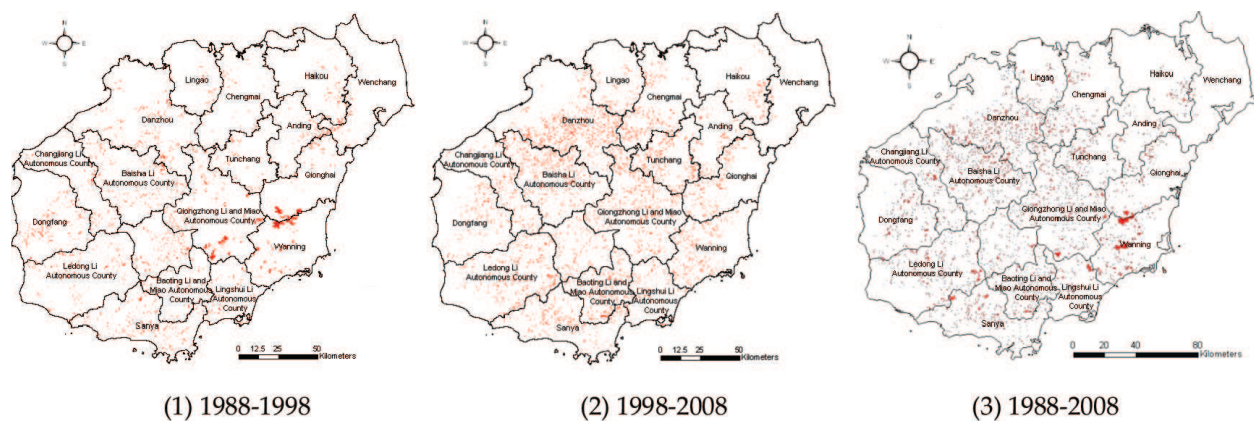 N
W E
S
Lingao
Haikou
Wenchang
Chengmai
Danzhou
Anding
Changjiang Li
Autonomous County
Tunchang
Baisha Li
Autonomous County
Qionghai
Dongfang
Qiongzhong Li and Miao
Autonomous County
Wanning
Ledong Li
Autonomous County
Baoting Li and
Miao Autonomous
County
Lingshui Li
Autonomous
County
Sanya
0 12.5 25 50
Kilometers
(1) 1988-1998
N
W E
S
Lingao
Haikou
Wenchang
Chengmai
Danzhou
Anding
Changjiang Li
Autonomous County
Tunchang
Baisha Li
Autonomous County
Qionghai
Dongfang
Qiongzhong Li and Miao
Autonomous County
Wanning
Ledong Li
Autonomous County
Baoting Li and
Miao Autonomous
County
Lingshui Li
Autonomous
County
Sanya
0 12.5 25 50
Kilometers
(2) 1998-2008
N
W E
S
Lingao
Haikou
Wenchang
Chengmai
Danzhou
Anding
Changjiang Li
Autonomous County
Tunchang
Baisha Li
Autonomous County
Qionghai
Dongfang
Qiongzhong Li and Miao
Autonomous County
Wanning
Ledong Li
Autonomous County
Baoting Li and
Miao Autonomous
County
Lingshui Li
Autonomous
County
Sanya
0 20 40 80
Kilometers
(3) 1988-2008